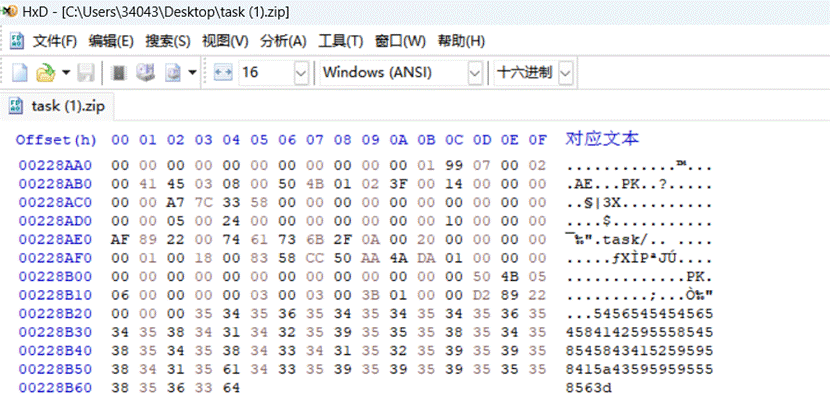 HxD - [C:\Users\34043\Desktop\task (1).zip]
文件(F) 编辑(E) 搜索(S) 视图(V) 分析(A) 工具(T) 窗口(W) 帮助(H)
16 Windows (ANSI) 十六进制
task (1).zip
Offset(h) 00 01 02 03 04 05 06 07 08 09 0A 0B 0C 0D 0E 0F 对应文本
00228AA0 00 00 00 00 00 00 00 00 00 00 00 01 99 07 00 02 ............™...
00228AB0 00 41 45 03 08 00 50 4B 01 02 3F 00 14 00 00 00 .AE...PK..?.....
00228AC0 00 00 A7 7C 33 58 00 00 00 00 00 00 00 00 00 00 ..§|3X..........
00228AD0 00 00 05 00 24 00 00 00 00 00 00 00 10 00 00 00 ....$...........
00228AE0 AF 89 22 00 74 61 73 6B 2F 0A 00 20 00 00 00 00 ¯‰".task/.. ....
00228AF0 00 01 00 18 00 83 58 CC 50 AA 4A DA 01 00 00 00 .....ƒXÌPªJÚ....
00228B00 00 00 00 00 00 00 00 00 00 00 00 00 00 50 4B 05 .............PK.
00228B10 06 00 00 00 00 03 00 03 00 3B 01 00 00 D2 89 22 .........;...Ò‰"
00228B20 00 00 00 35 34 35 36 35 34 35 34 35 34 35 36 35 ...5456545454565
00228B30 34 35 38 34 31 34 32 35 39 35 35 35 38 35 34 35 4584142595558545
00228B40 38 35 34 35 38 34 33 34 31 35 32 35 39 35 39 35 8545843415259595
00228B50 38 34 31 35 61 34 33 35 39 35 39 35 39 35 35 35 8415a43595959555
00228B60 38 35 36 33 64 8563d